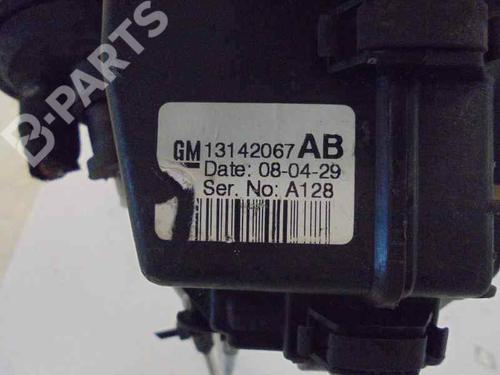 B-PARTS
GM 13142067 AB
Date: 08-04-29
Ser. No: A128